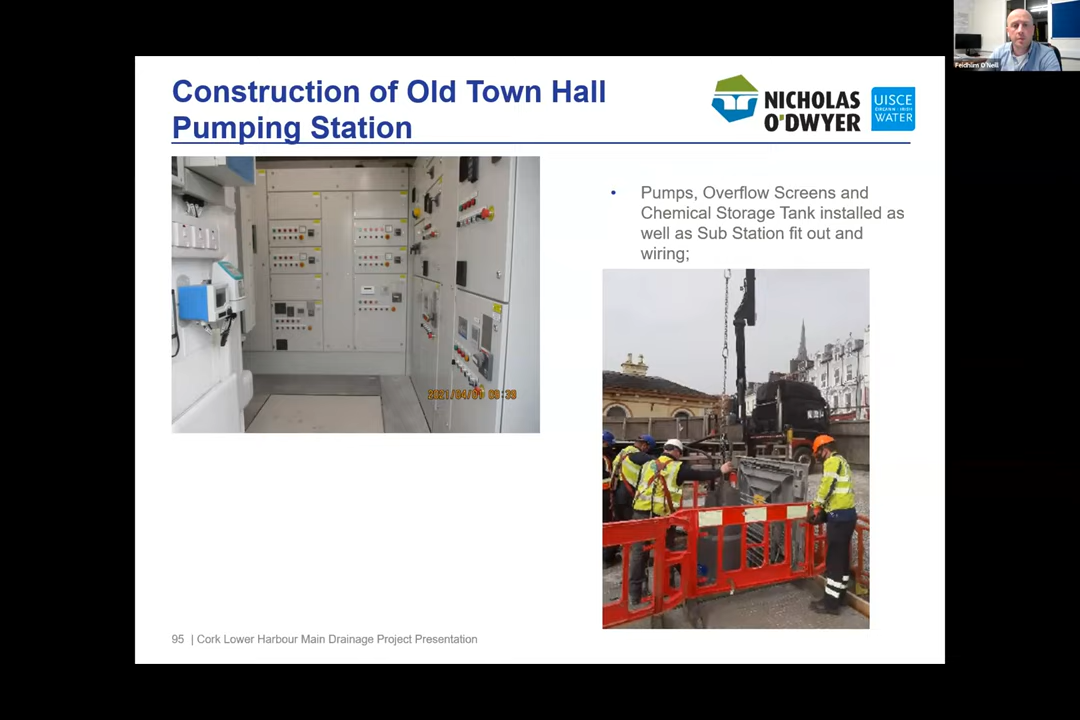 Feidhlim O'Neill
Construction of Old Town Hall
Pumping Station
NICHOLAS
O'DWYER
UISCE
ÉIREANN : IRISH
WATER
• Pumps, Overflow Screens and
Chemical Storage Tank installed as
well as Sub Station fit out and
wiring;
95 | Cork Lower Harbour Main Drainage Project Presentation